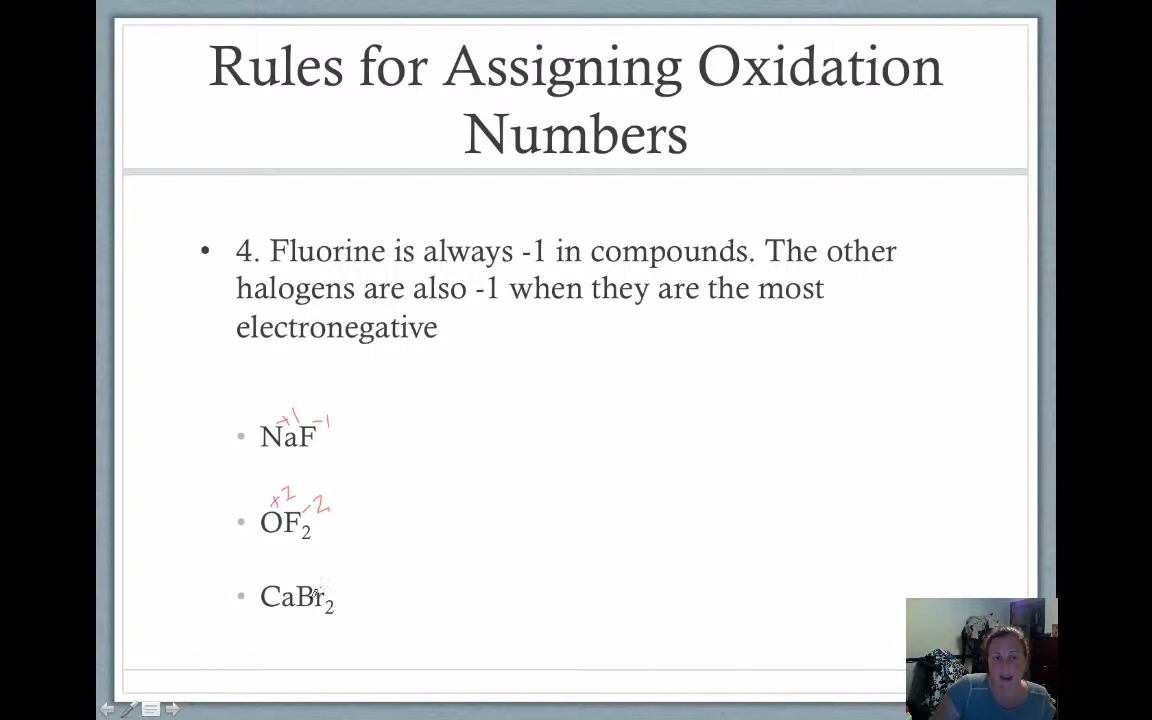 Rules for Assigning Oxidation
Numbers
• 4. Fluorine is always -1 in compounds. The other
halogens are also -1 when they are the most
electronegative
+1 -1
• NaF
+2 -2
• OF₂
• CaBr₂